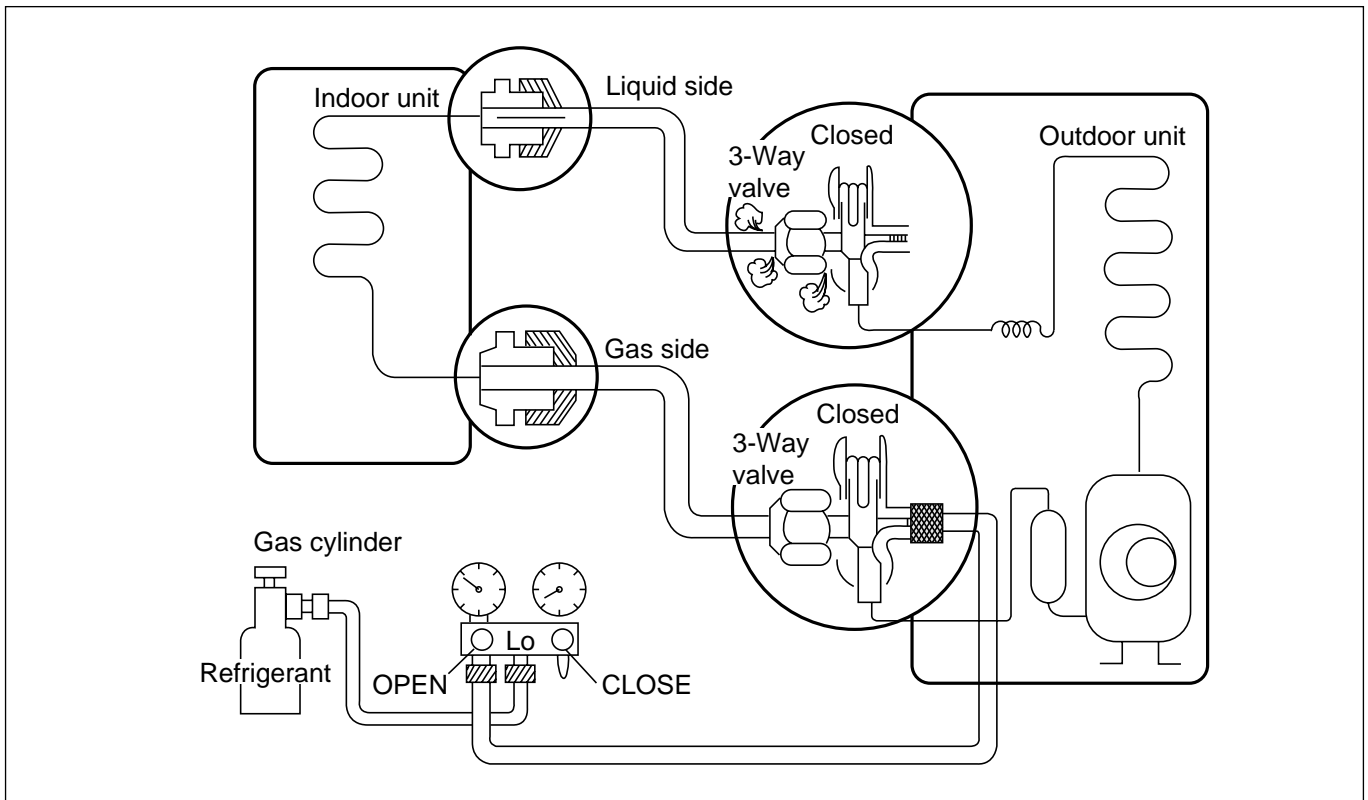 Indoor unit
Liquid side
Closed
3-Way
valve
Outdoor unit
Gas side
Closed
3-Way
valve
Gas cylinder
Lo
Refrigerant
OPEN
CLOSE